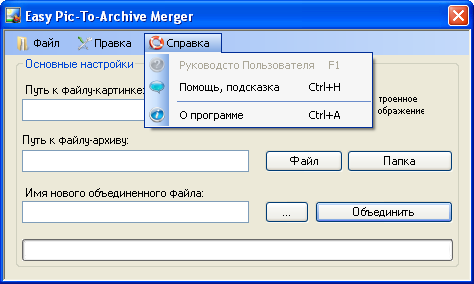 Easy Pic-To-Archive Merger
Файл Правка Справка
Основные настройки
Руководсто Пользователя F1
Помощь, подсказка Ctrl+H
О программе Ctrl+A
Путь к файлу-картинке:
троенное
ображение
Путь к файлу-архиву:
Файл Папка
Имя нового объединенного файла:
... Объединить